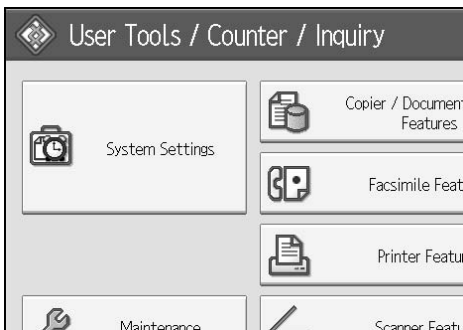 User Tools / Counter / Inquiry
System Settings
Copier / Document
Features
Facsimile Feat
Printer Featu
Maintenance
Scanner Featu